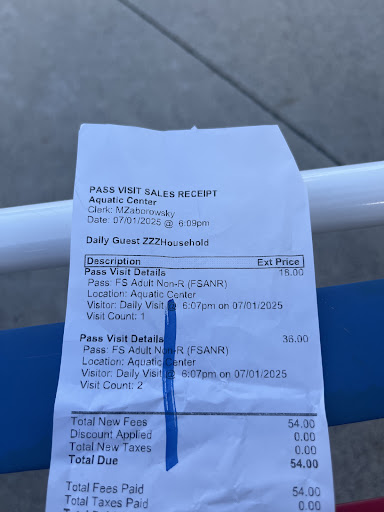 PASS VISIT SALES RECEIPT
Aquatic Center
Clerk: MZaborowsky
Date: 07/01/2025 @ 6:09pm
Daily Guest ZZZHousehold
Description Ext Price
Pass Visit Details 18.00
Pass: FS Adult Non-R (FSANR)
Location: Aquatic Center
Visitor: Daily Visit @ 6:07pm on 07/01/2025
Visit Count: 1
Pass Visit Details 36.00
Pass: FS Adult Non-R (FSANR)
Location: Aquatic Center
Visitor: Daily Visit @ 6:07pm on 07/01/2025
Visit Count: 2
Total New Fees 54.00
Discount Applied 0.00
Total New Taxes 0.00
Total Due 54.00
Total Fees Paid 54.00
Total Taxes Paid 0.00
Total